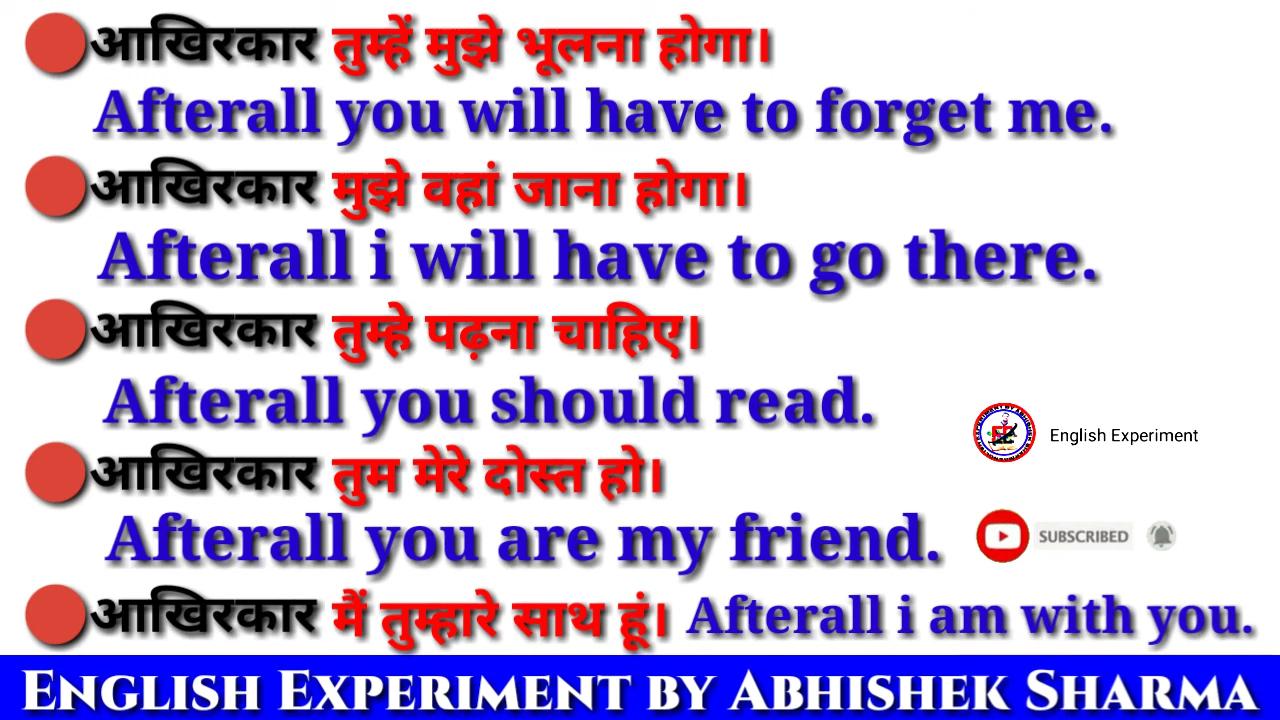 आखिरकार तुम्हें मुझे भूलना होगा।
Afterall you will have to forget me.
आखिरकार मुझे वहां जाना होगा।
Afterall i will have to go there.
आखिरकार तुम्हे पढ़ना चाहिए।
Afterall you should read.
English Experiment
आखिरकार तुम मेरे दोस्त हो।
Afterall you are my friend.
SUBSCRIBED
आखिरकार मैं तुम्हारे साथ हूं। Afterall i am with you.
ENGLISH EXPERIMENT BY ABHISHEK SHARMA